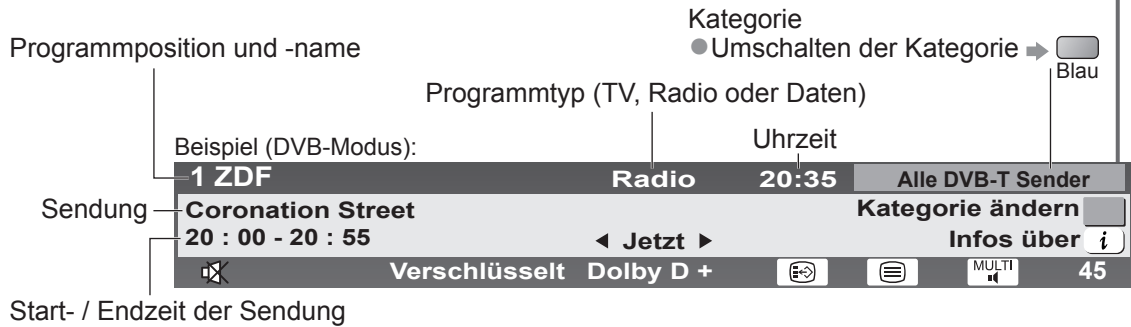 Kategorie
Programmposition und -name
●Umschalten der Kategorie
Blau
Programmtyp (TV, Radio oder Daten)
Uhrzeit
Beispiel (DVB-Modus):
1 ZDF Radio 20:35 Alle DVB-T Sender
Sendung Coronation Street Kategorie ändern
20 : 00 - 20 : 55 ◀ Jetzt ▶ Infos über i
Verschlüsselt Dolby D + MULTI 45
Start- / Endzeit der Sendung